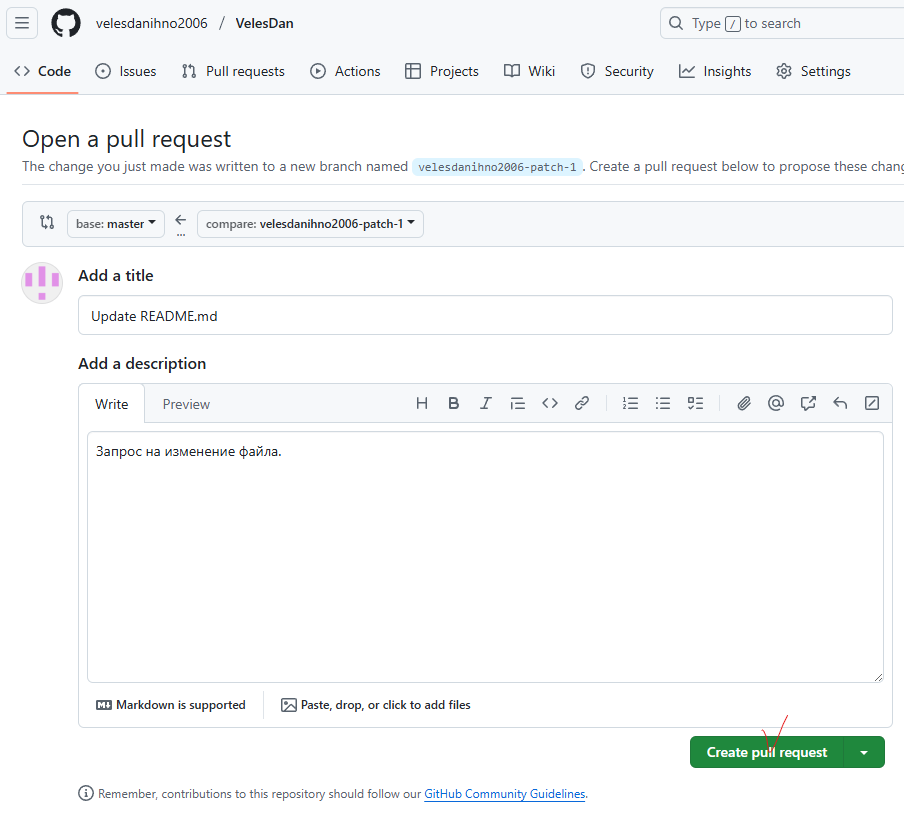 velesdanihno2006 / VelesDan
Type / to search
Code Issues Pull requests Actions Projects Wiki Security Insights Settings
Open a pull request
The change you just made was written to a new branch named velesdanihno2006-patch-1 . Create a pull request below to propose these
base: master compare: velesdanihno2006-patch-1
...
Add a title
Update README.md
Add a description
Write Preview H B I
Запрос на изменение файла.
Markdown is supported Paste, drop, or click to add files
Create pull request
Remember, contributions to this repository should follow our GitHub Community Guidelines.